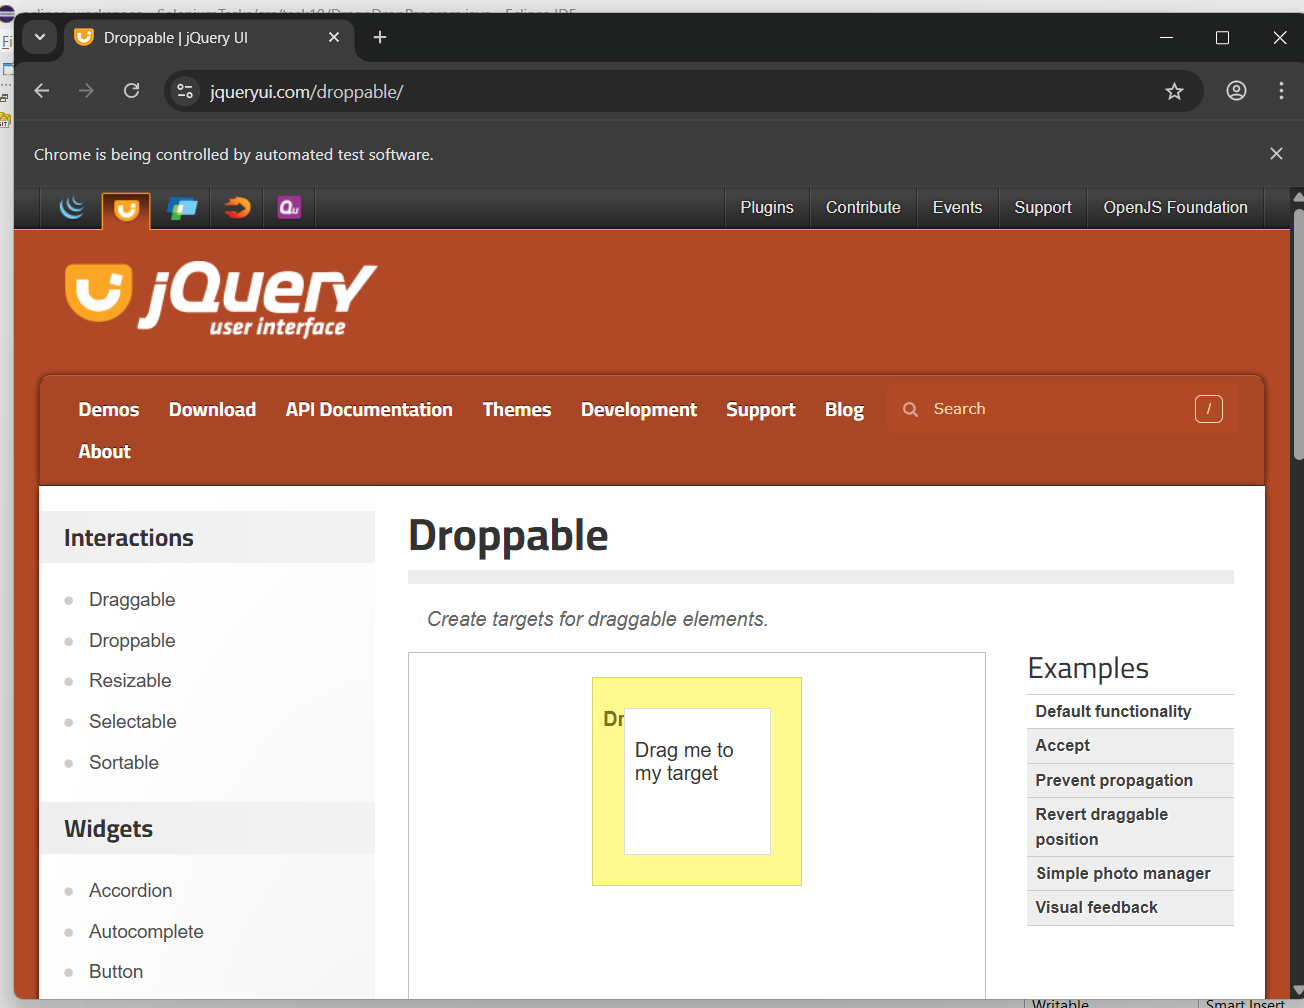 Droppable | jQuery UI
jqueryui.com/droppable/
Chrome is being controlled by automated test software.
Qu
Plugins
Contribute
Events
Support
OpenJS Foundation
jQuery
user interface
Demos
Download
API Documentation
Themes
Development
Support
Blog
Search
/
About
Interactions
Draggable
Droppable
Resizable
Selectable
Sortable
Widgets
Accordion
Autocomplete
Button
Droppable
Create targets for draggable elements.
Dr
Drag me to
my target
Examples
Default functionality
Accept
Prevent propagation
Revert draggable
position
Simple photo manager
Visual feedback
Writable
Smart Insert